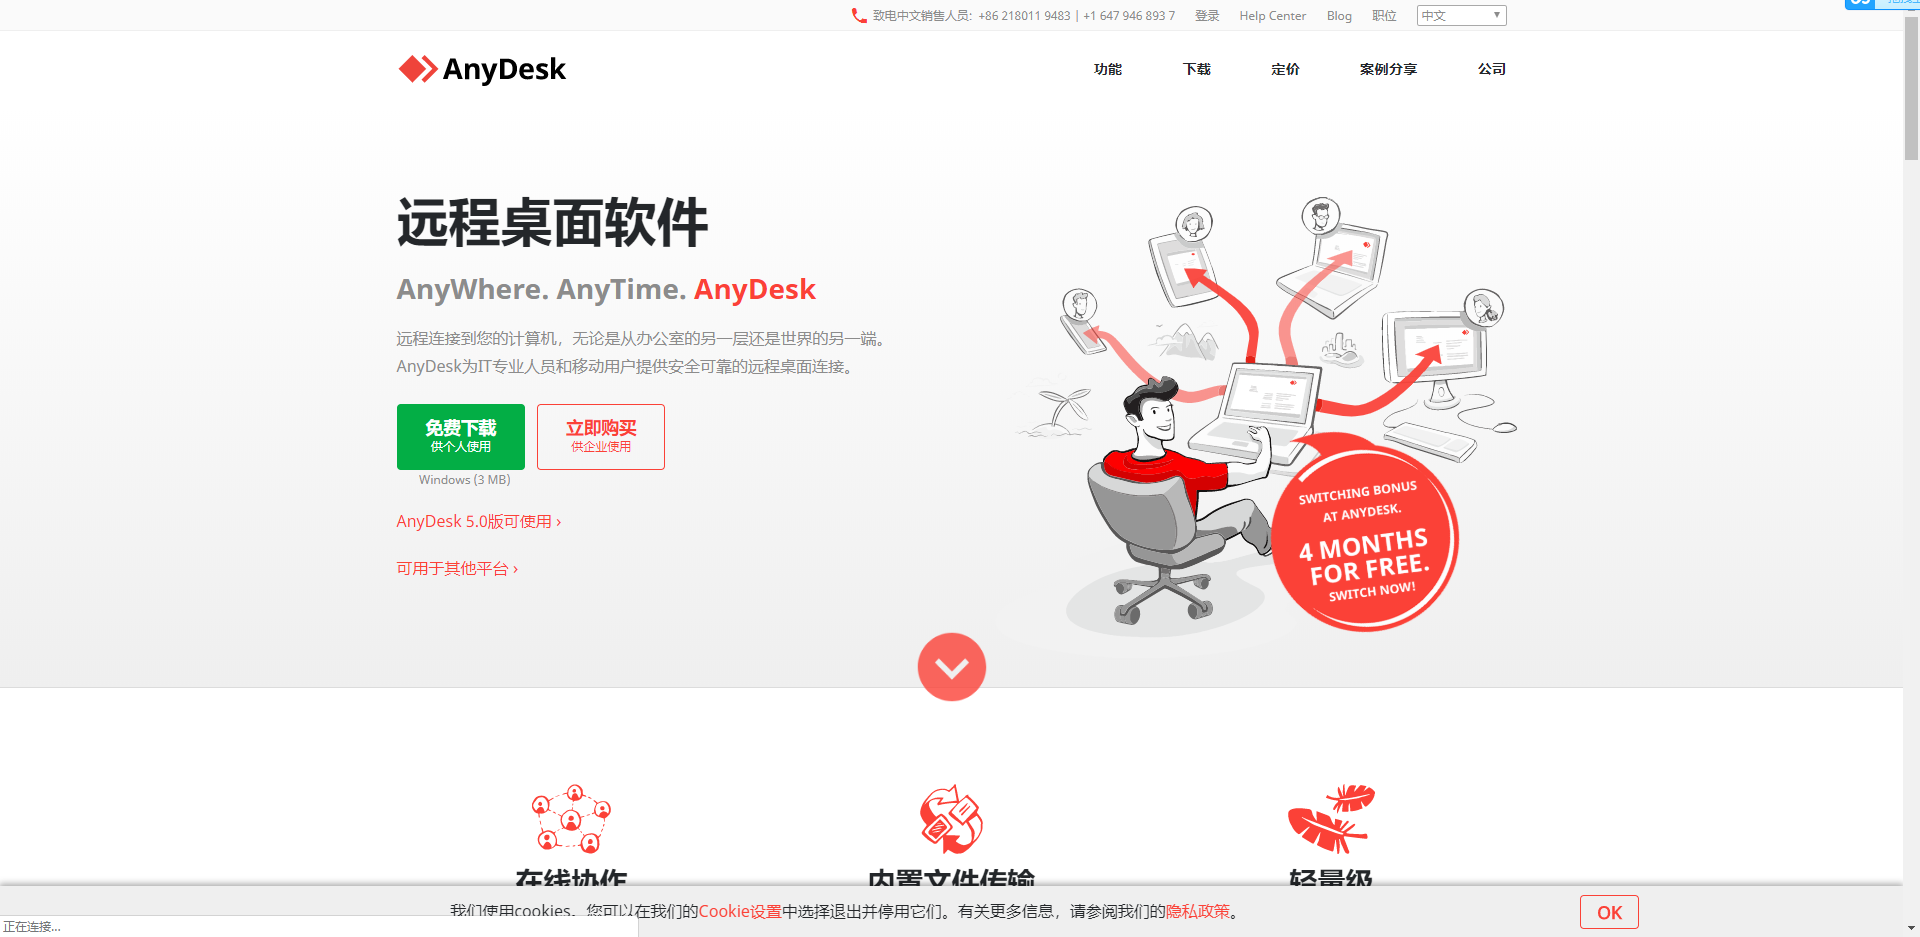 致电中文销售人员: +86 218011 9483 | +1 647 946 893 7
登录
Help Center
Blog
职位
中文
AnyDesk
功能
下载
定价
案例分享
公司
远程桌面软件
AnyWhere. AnyTime. AnyDesk
远程连接到您的计算机，无论是从办公室的另一层还是世界的另一端。
AnyDesk为IT专业人员和移动用户提供安全可靠的远程桌面连接。
免费下载
供个人使用
立即购买
供企业使用
Windows (3 MB)
AnyDesk 5.0版可使用 ›
可用于其他平台 ›
SWITCHING BONUS
AT ANYDESK.
4 MONTHS
FOR FREE.
SWITCH NOW!
在线协作
内置文件传输
轻量级
我们使用cookies。您可以在我们的Cookie设置中选择退出并停用它们。有关更多信息，请参阅我们的隐私政策。
OK
正在连接...